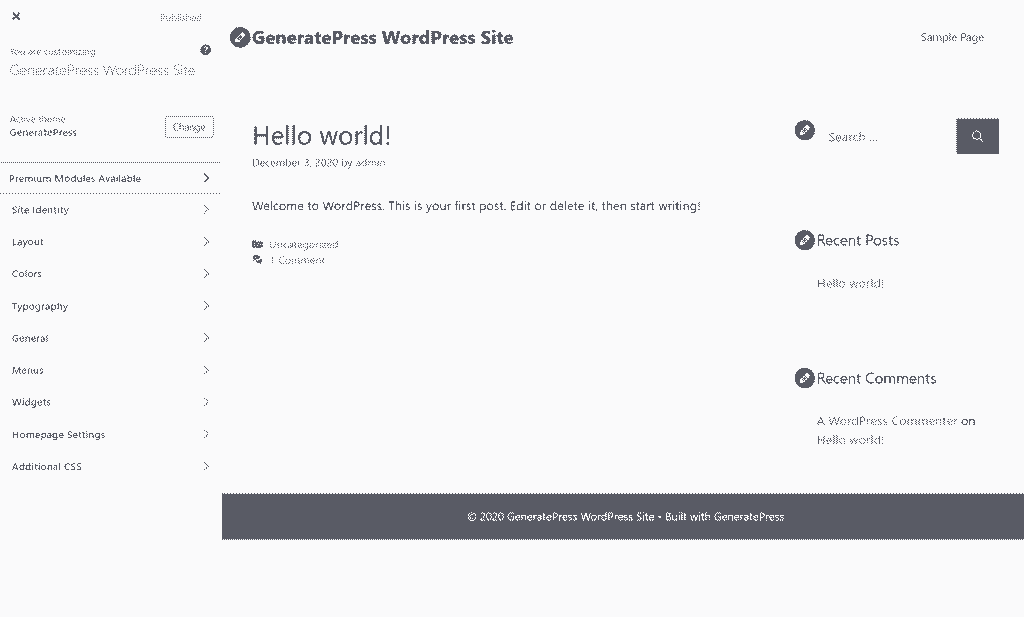 Published
You are customizing
GeneratePress WordPress Site
Active theme
GeneratePress
Change
Premium Modules Available
Site Identity
Layout
Colors
Typography
General
Menus
Widgets
Homepage Settings
Additional CSS
GeneratePress WordPress Site
Sample Page
Hello world!
December 3, 2020 by admin
Welcome to WordPress. This is your first post. Edit or delete it, then start writing!
Uncategorized
1 Comment
Search ...
Recent Posts
Hello world!
Recent Comments
A WordPress Commenter on
Hello world!
© 2020 GeneratePress WordPress Site • Built with GeneratePress